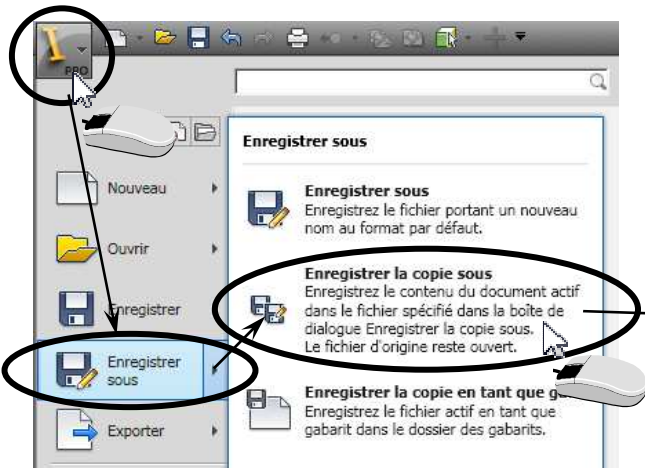 PRO
Enregistrer sous
Nouveau
Enregistrer sous
Enregistrez le fichier portant un nouveau
nom au format par défaut.
Ouvrir
Enregistrer la copie sous
Enregistrez le contenu du document actif
dans le fichier spécifié dans la boîte de
dialogue Enregistrer la copie sous.
Le fichier d'origine reste ouvert.
Enregistrer
Enregistrer
sous
Enregistrer la copie en tant que
Enregistrez le fichier actif en tant que
gabarit dans le dossier des gabarits.
Exporter